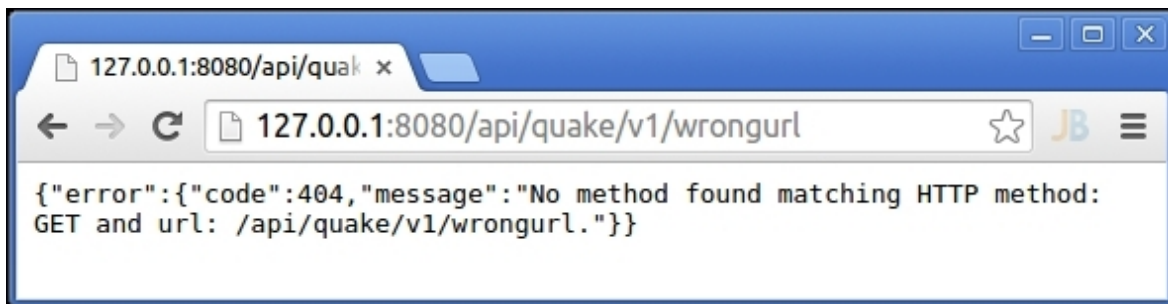 127.0.0.1:8080/api/quak
127.0.0.1:8080/api/quake/v1/wrongurl
JB
{"error":{"code":404,"message":"No method found matching HTTP method:
GET and url: /api/quake/v1/wrongurl."}}